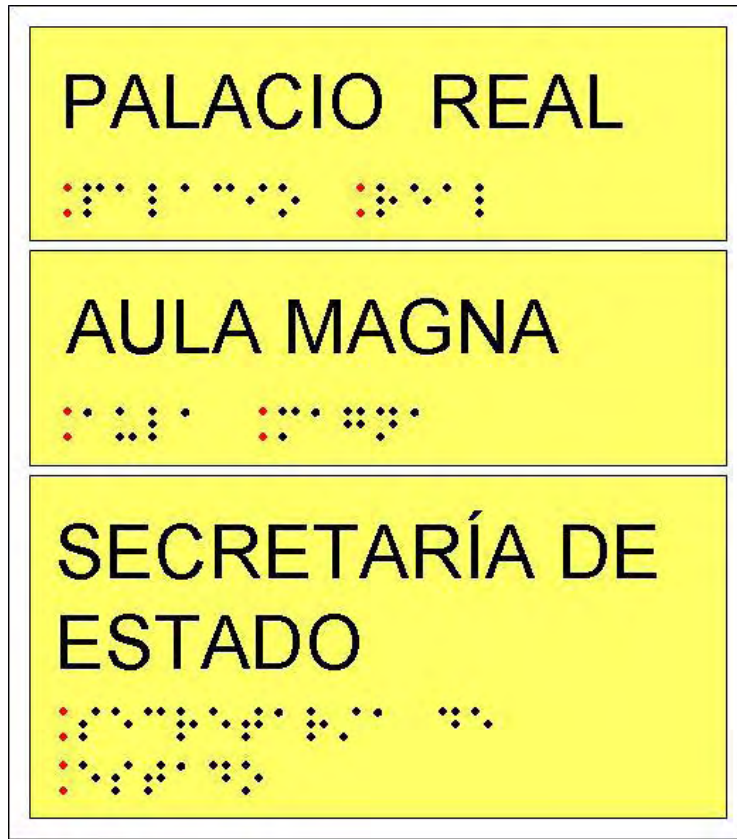 PALACIO REAL
⠨⠏⠁⠇⠁⠉⠊⠕ ⠨⠗⠑⠁⠇
AULA MAGNA
⠨⠁⠥⠇⠁ ⠨⠍⠁⠛⠝⠁
SECRETARÍA DE
ESTADO
⠨⠎⠑⠉⠗⠑⠞⠁⠗⠌⠁ ⠙⠑
⠨⠑⠎⠞⠁⠙⠕